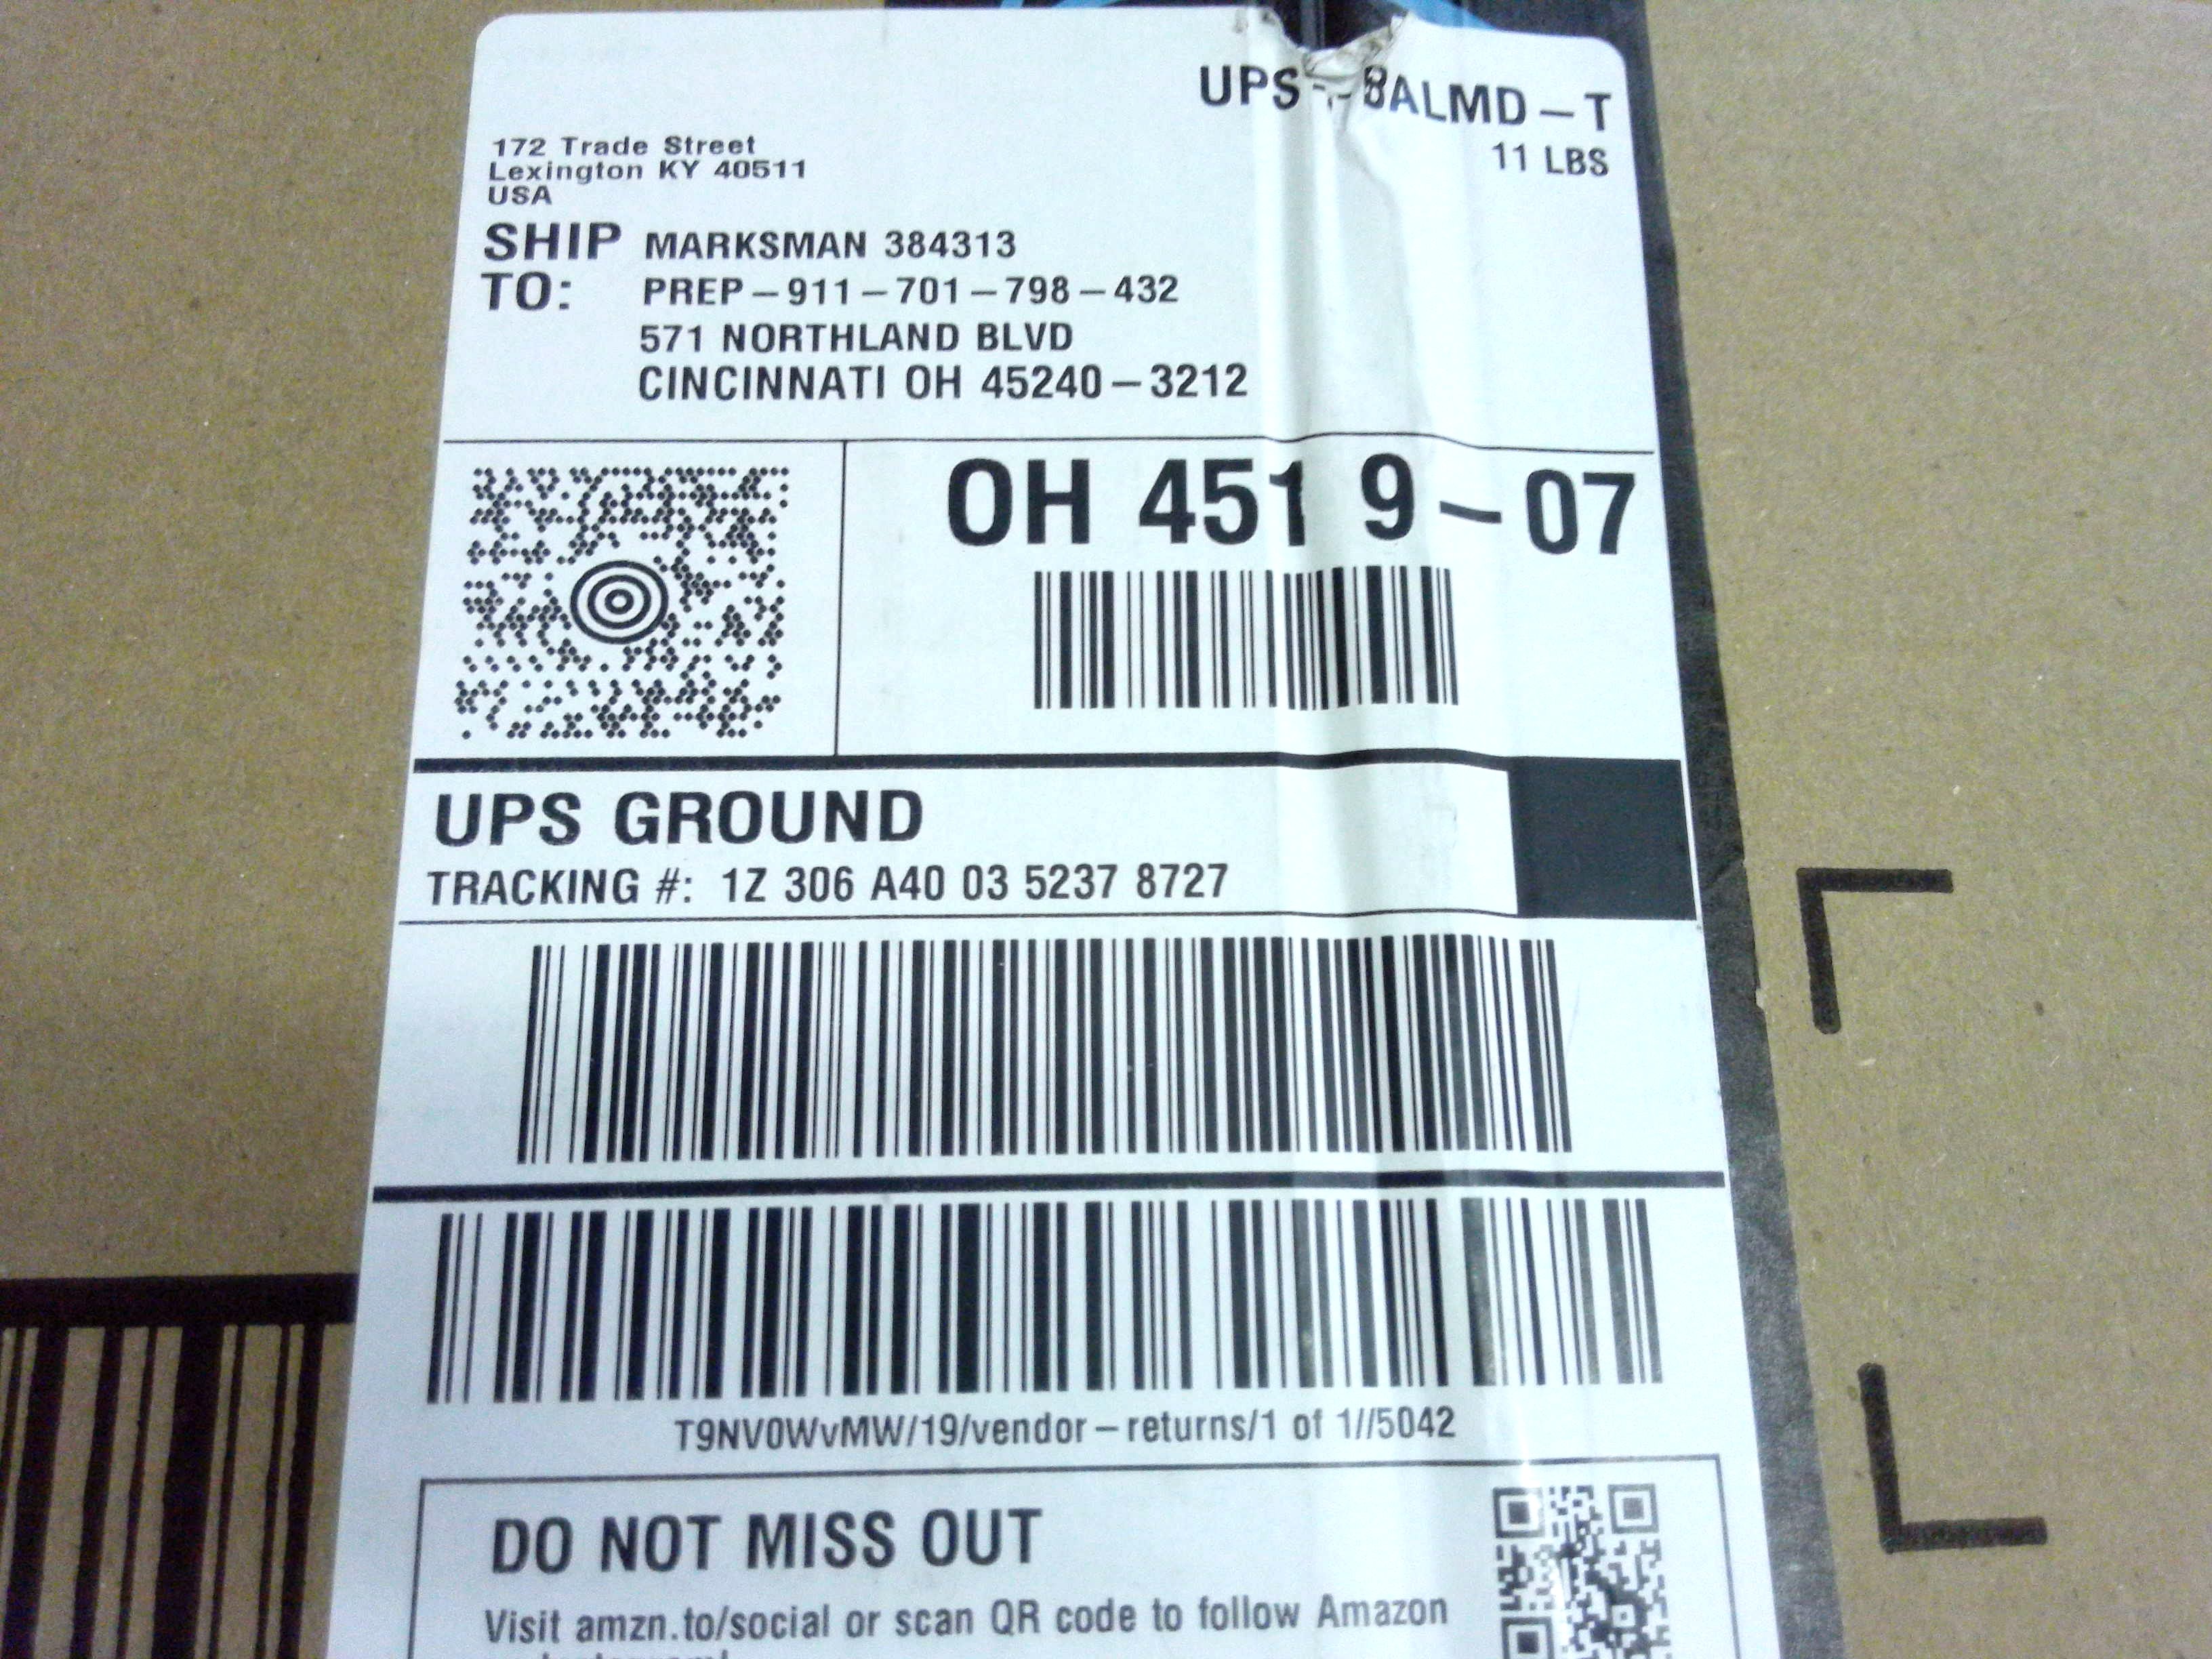 172 Trade Street
Lexington KY 40511
USA
11 LBS
SHIP TO:
MARKSMAN 384313
PREP-911-701-798-432
571 NORTHLAND BLVD
CINCINNATI OH 45240-3212
OH 451 9-07
UPS GROUND
TRACKING #: 1Z 306 A40 03 5237 8727
T9NV0WvMW/19/vendor-returns/1 of 1//5042
DO NOT MISS OUT
Visit amzn.to/social or scan QR code to follow Amazon